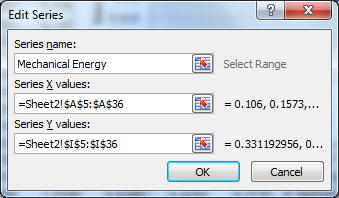 Edit Series
Series name:
Mechanical Energy
Select Range
Series X values:
=Sheet2!$A$5:$A$36
= 0.106, 0.1573,...
Series Y values:
=Sheet2!$I$5:$I$36
= 0.331192956, 0...
OK
Cancel